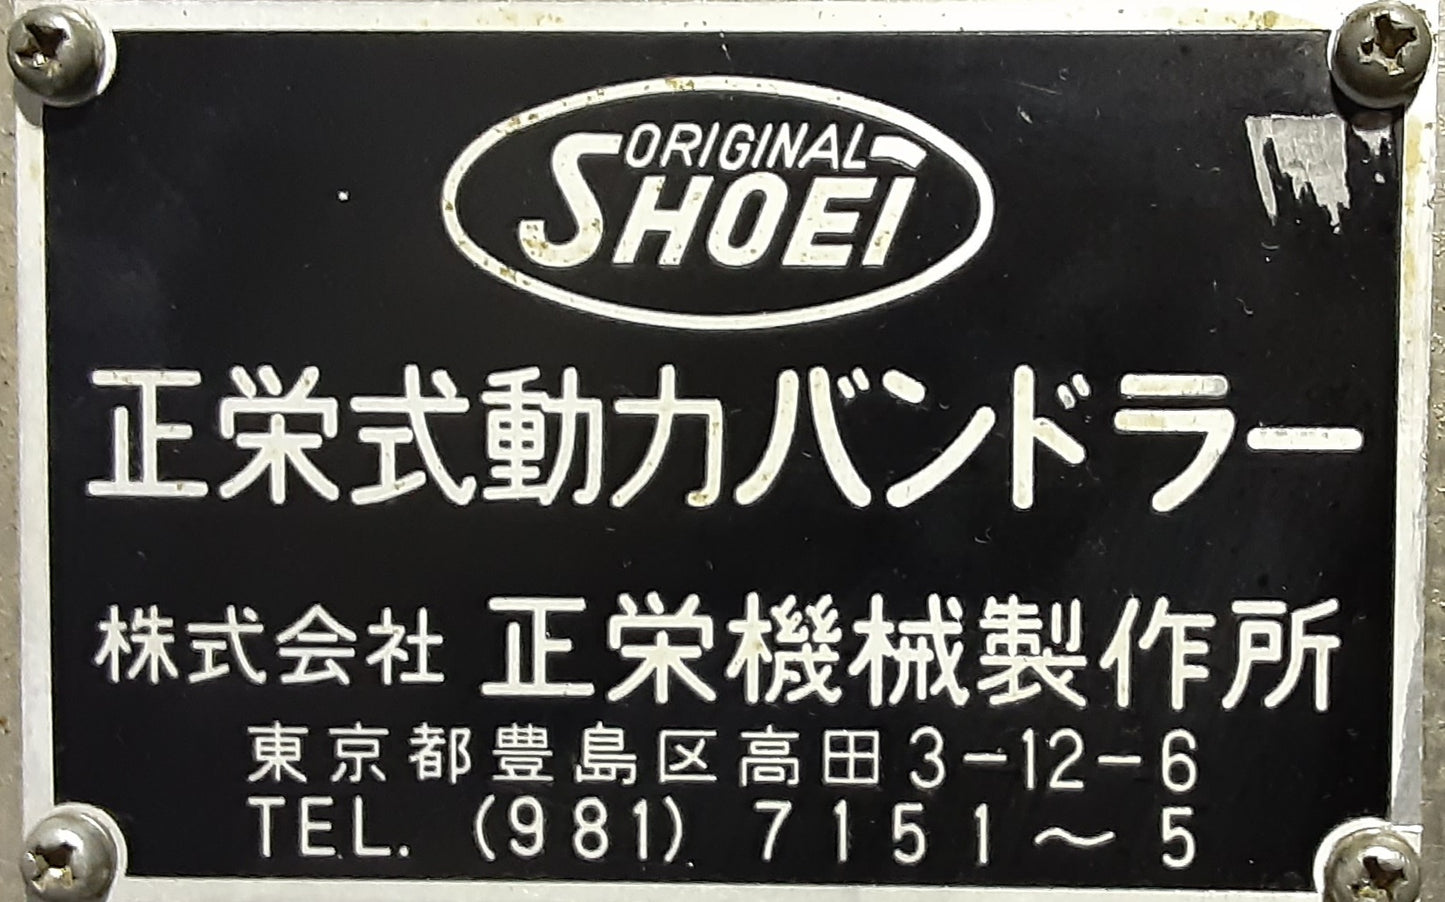 ORIGINAL
SHOEI
正栄式動力バンドラー
株式会社 正栄機械製作所
東京都豊島区高田3-12-6
TEL. (981) 7151〜5